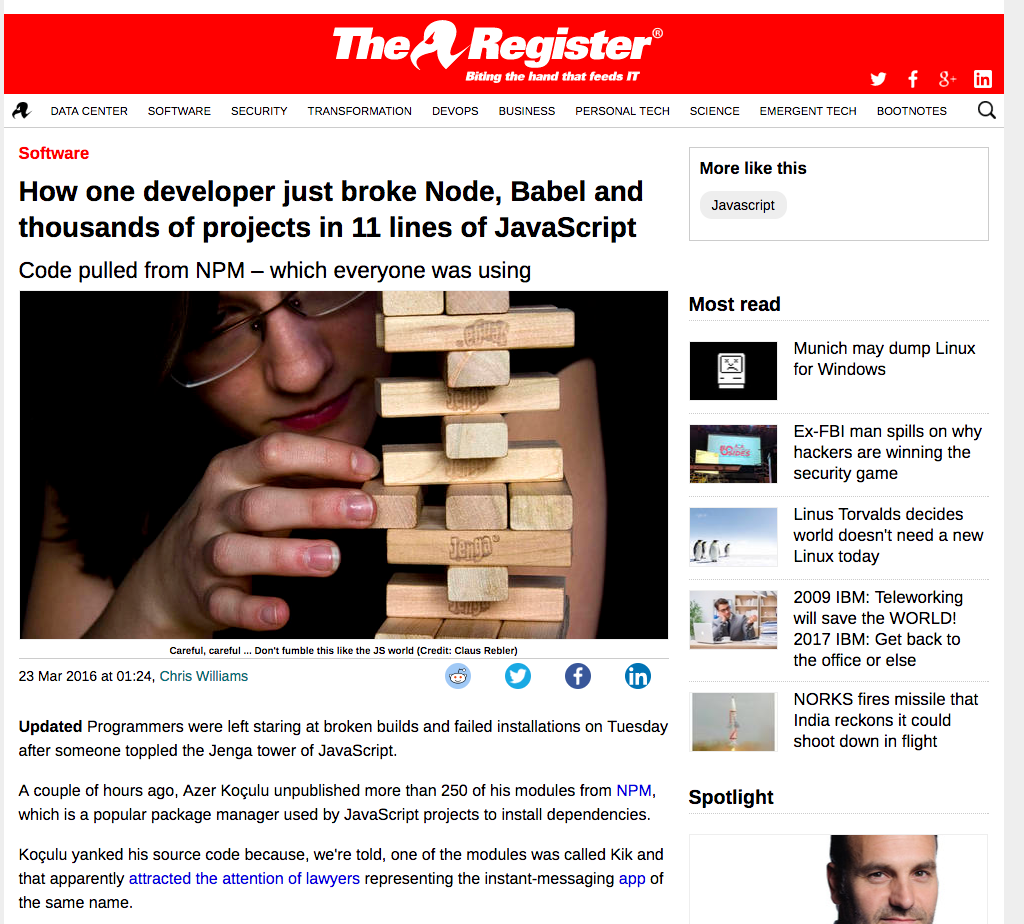 The Register®
Biting the hand that feeds IT
DATA CENTER SOFTWARE SECURITY TRANSFORMATION DEVOPS BUSINESS PERSONAL TECH SCIENCE EMERGENT TECH BOOTNOTES
Software
How one developer just broke Node, Babel and
thousands of projects in 11 lines of JavaScript
Code pulled from NPM – which everyone was using
Jenga
Jenga
Jenga
Careful, careful ... Don't fumble this like the JS world (Credit: Claus Rebler)
23 Mar 2016 at 01:24, Chris Williams
Updated Programmers were left staring at broken builds and failed installations on Tuesday
after someone toppled the Jenga tower of JavaScript.
A couple of hours ago, Azer Koçulu unpublished more than 250 of his modules from NPM,
which is a popular package manager used by JavaScript projects to install dependencies.
Koçulu yanked his source code because, we're told, one of the modules was called Kik and
that apparently attracted the attention of lawyers representing the instant-messaging app of
the same name.
More like this
Javascript
Most read
Munich may dump Linux
for Windows
Ex-FBI man spills on why
hackers are winning the
security game
Linus Torvalds decides
world doesn't need a new
Linux today
2009 IBM: Teleworking
will save the WORLD!
2017 IBM: Get back to
the office or else
NORKS fires missile that
India reckons it could
shoot down in flight
Spotlight